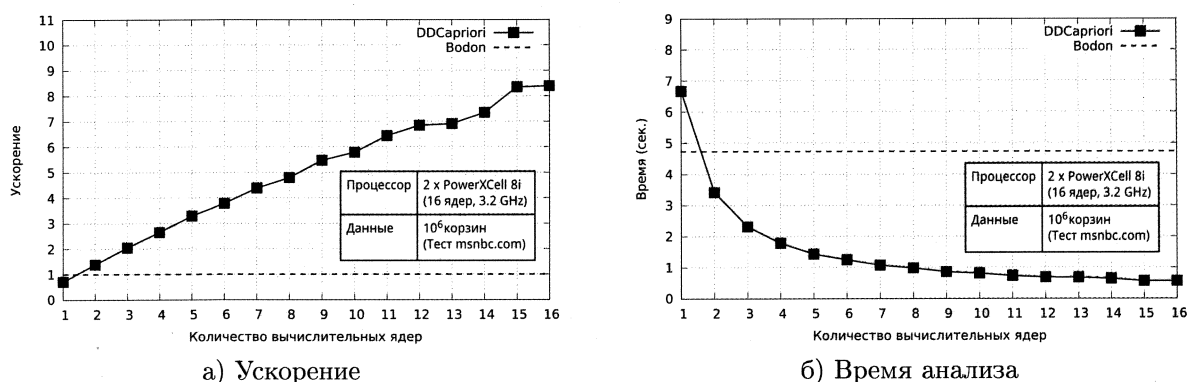 11
10
9
8
7
6
5
4
3
2
1
0
Ускорение
DDCapriori
Bodon
Процессор 2 x PowerXCell 8i
(16 ядер, 3.2 GHz)
Данные 10⁶корзин
(Тест msnbc.com)
1 2 3 4 5 6 7 8 9 10 11 12 13 14 15 16
Количество вычислительных ядер
а) Ускорение
9
8
7
6
5
4
3
2
1
0
Время (сек.)
DDCapriori
Bodon
Процессор 2 x PowerXCell 8i
(16 ядер, 3.2 GHz)
Данные 10⁶корзин
(Тест msnbc.com)
1 2 3 4 5 6 7 8 9 10 11 12 13 14 15 16
Количество вычислительных ядер
б) Время анализа